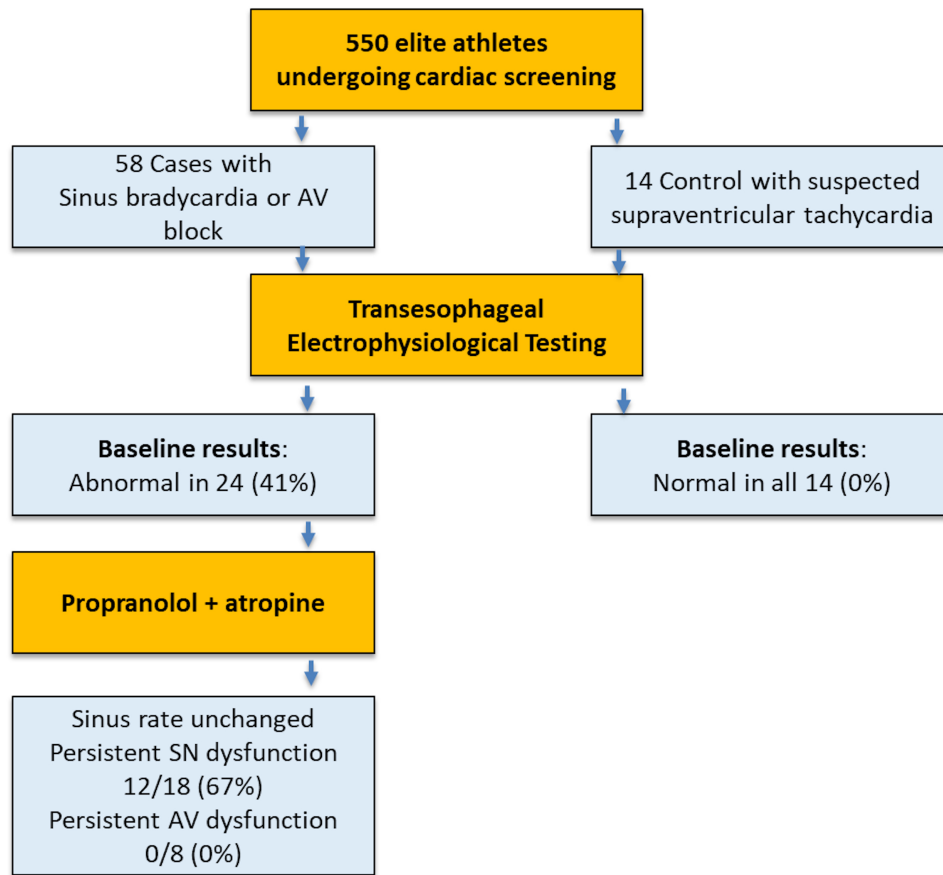 550 elite athletes
undergoing cardiac screening
58 Cases with
Sinus bradycardia or AV
block
14 Control with suspected
supraventricular tachycardia
Transesophageal
Electrophysiological Testing
Baseline results:
Abnormal in 24 (41%)
Baseline results:
Normal in all 14 (0%)
Propranolol + atropine
Sinus rate unchanged
Persistent SN dysfunction
12/18 (67%)
Persistent AV dysfunction
0/8 (0%)